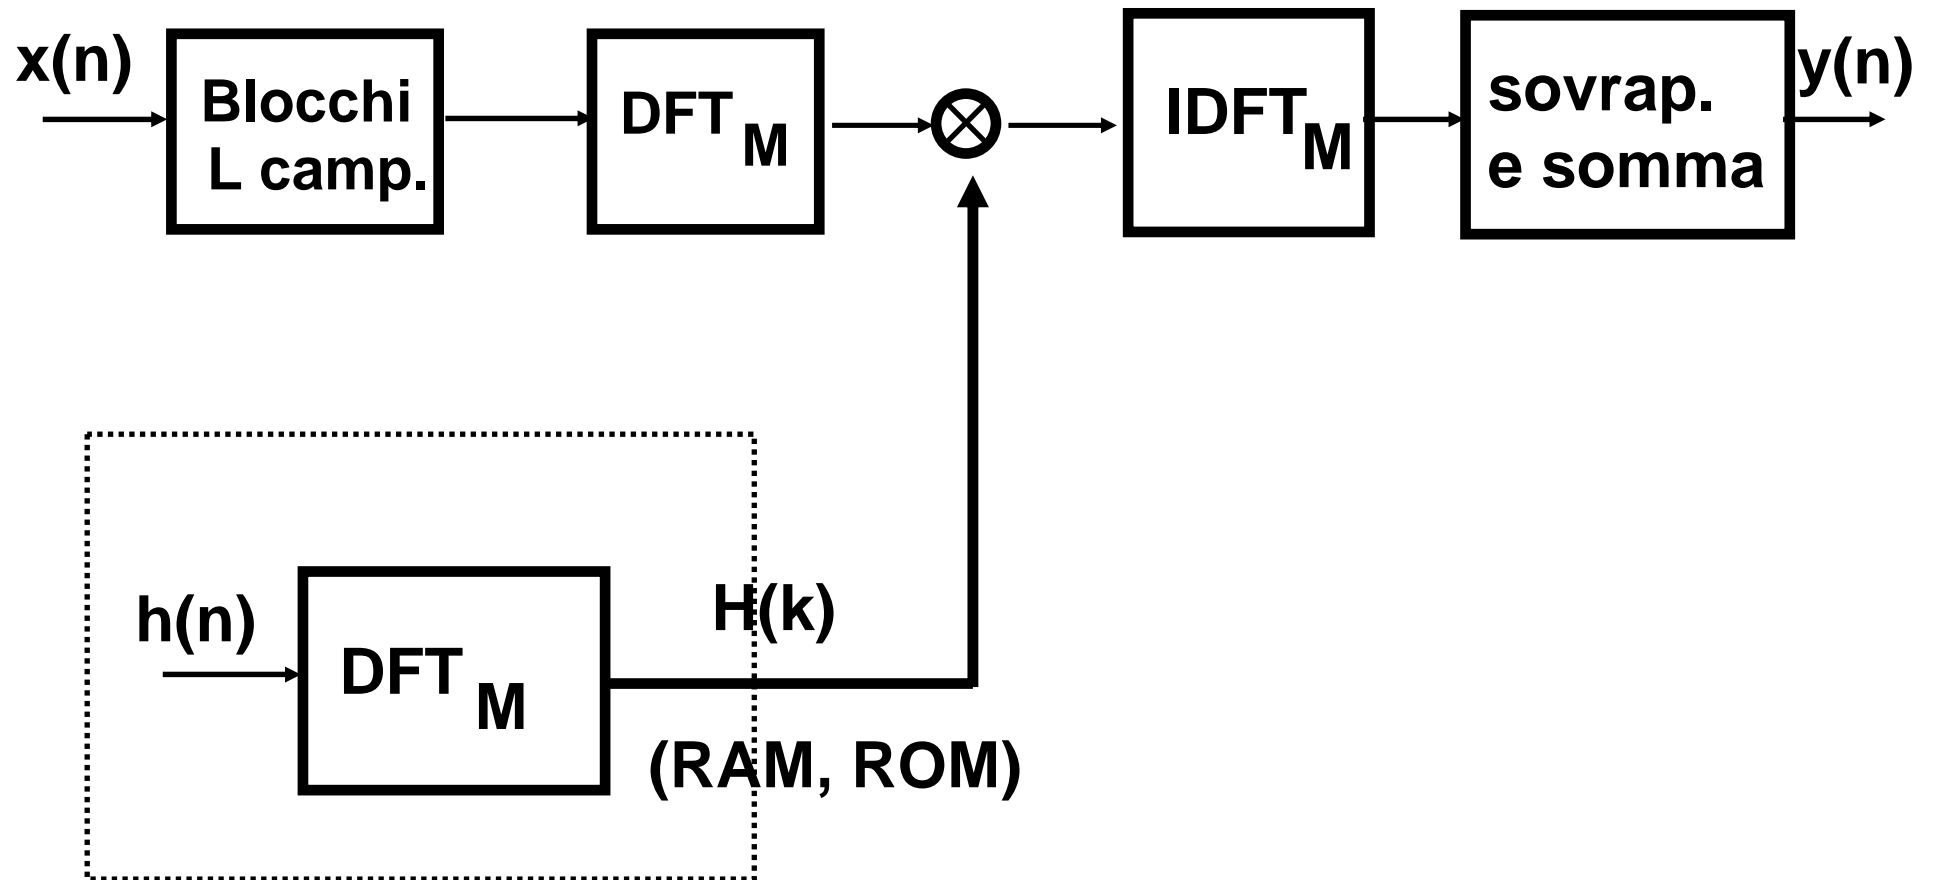 x(n)
Blocchi
L camp.
DFT M
IDFT M
sovrap.
e somma
y(n)
h(n)
DFT M
H(k)
(RAM, ROM)